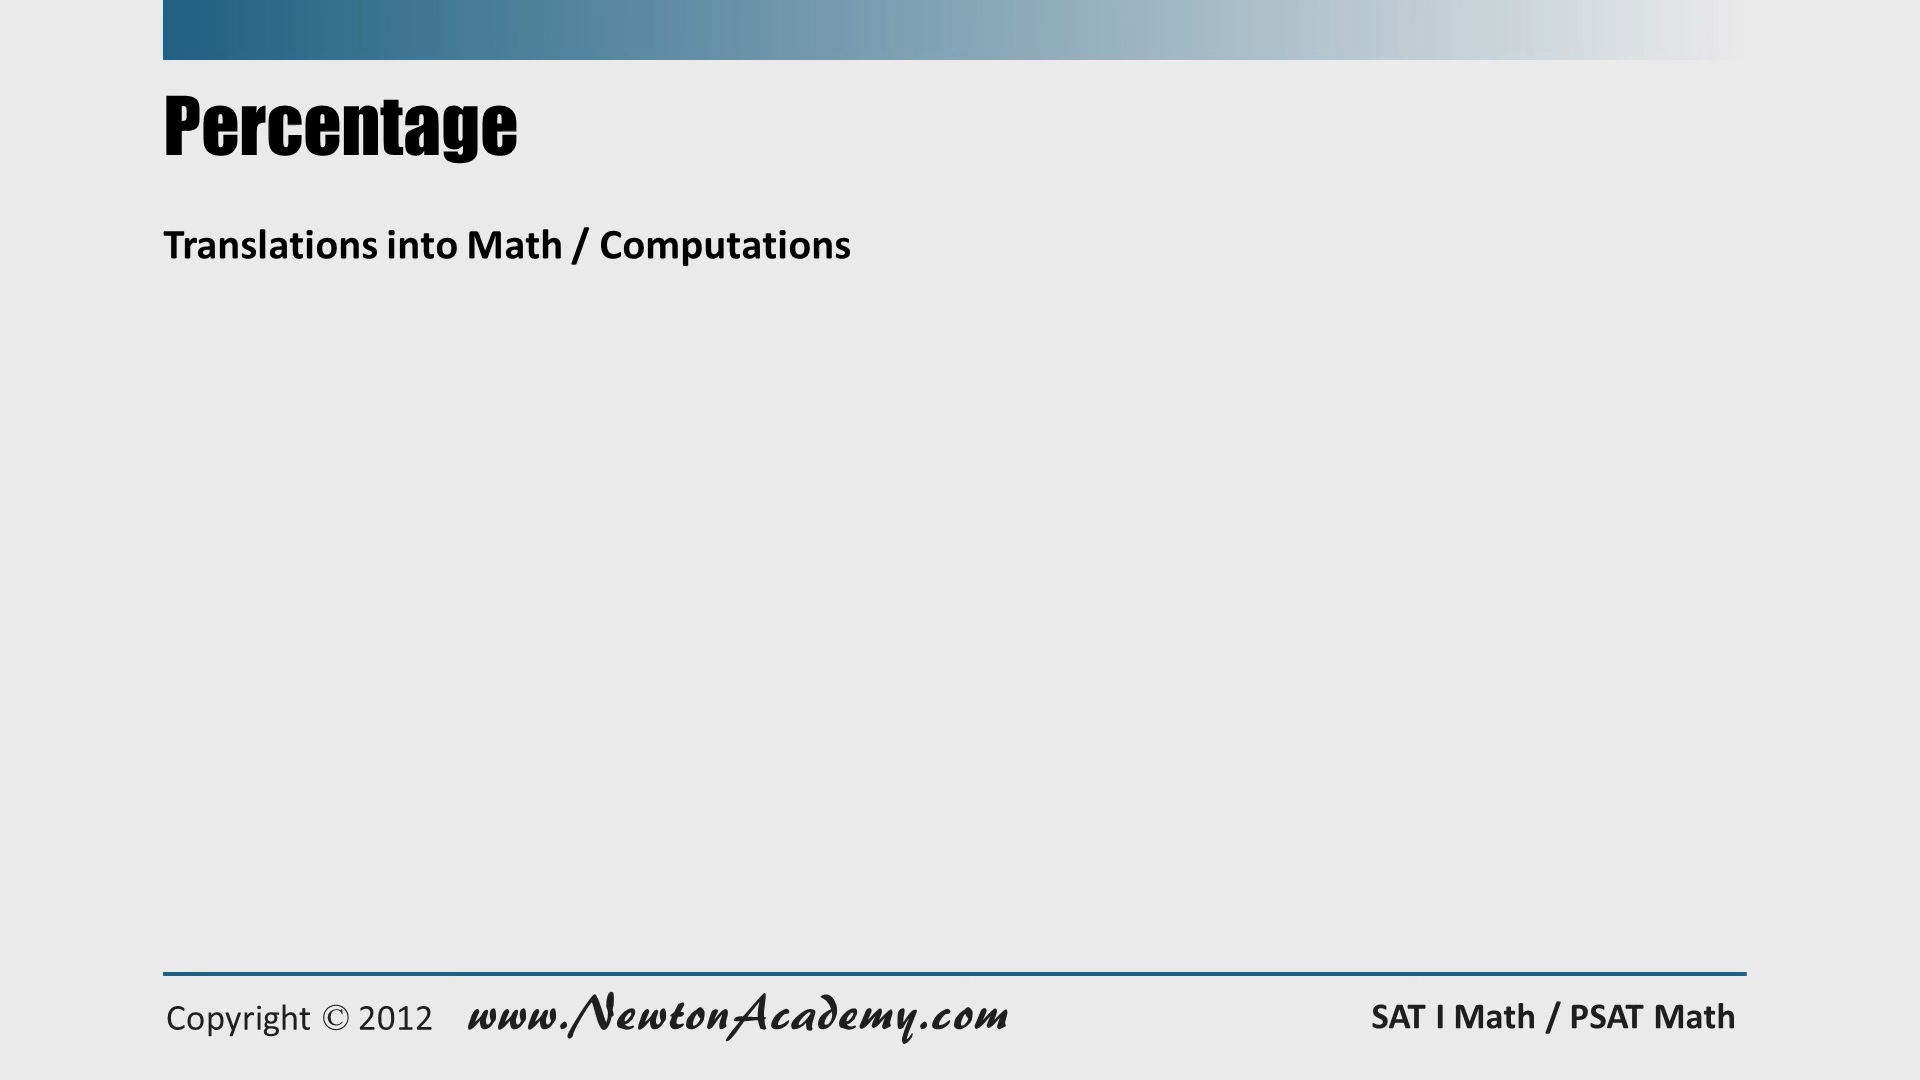 Percentage
Translations into Math / Computations
Copyright © 2012 www.NewtonAcademy.com SAT I Math / PSAT Math